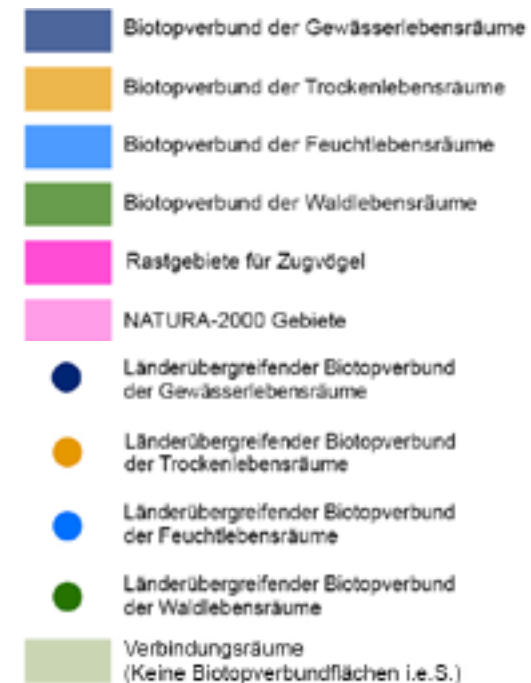 Biotopverbund der Gewässerlebensräume
Biotopverbund der Trockenlebensräume
Biotopverbund der Feuchtlebensräume
Biotopverbund der Waldlebensräume
Rastgebiete für Zugvögel
NATURA-2000 Gebiete
Länderübergreifender Biotopverbund
der Gewässerlebensräume
Länderübergreifender Biotopverbund
der Trockenlebensräume
Länderübergreifender Biotopverbund
der Feuchtlebensräume
Länderübergreifender Biotopverbund
der Waldlebensräume
Verbindungsräume
(Keine Biotopverbundflächen i.e.S.)